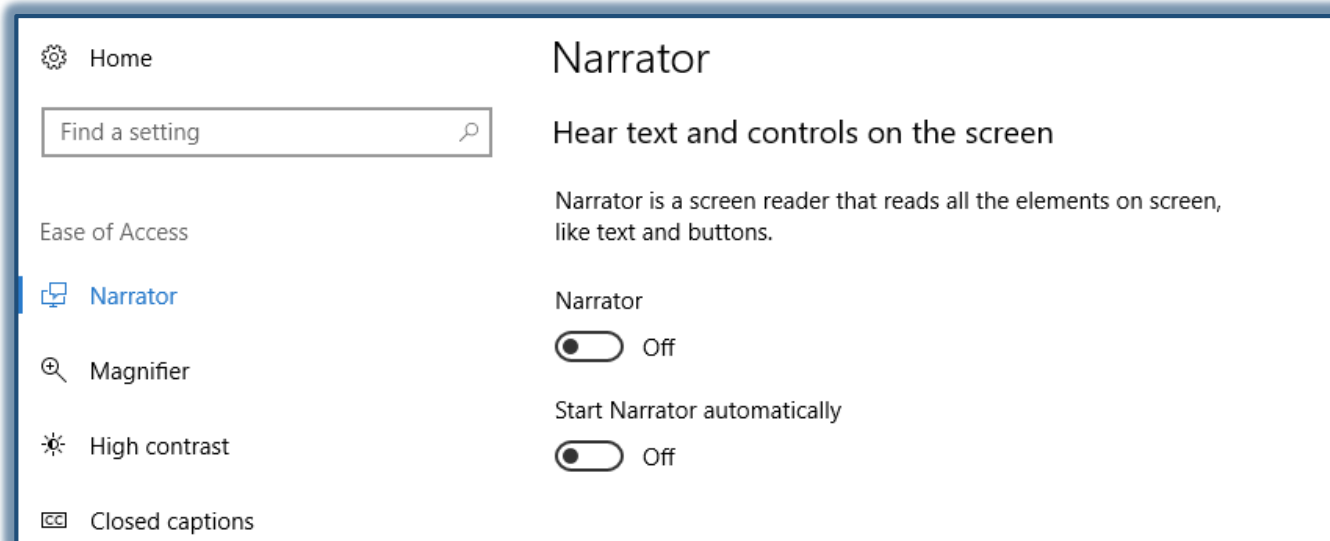 Home
Find a setting
Ease of Access
Narrator
Magnifier
High contrast
Closed captions
Narrator
Hear text and controls on the screen
Narrator is a screen reader that reads all the elements on screen,
like text and buttons.
Narrator
Off
Start Narrator automatically
Off